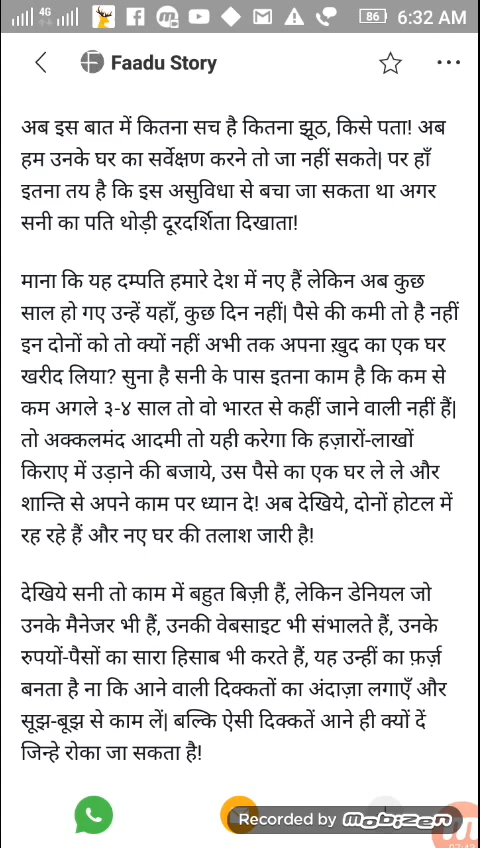 4G
86
6:32 AM
Faadu Story
अब इस बात में कितना सच है कितना झूठ, किसे पता! अब
हम उनके घर का सर्वेक्षण करने तो जा नहीं सकते| पर हाँ
इतना तय है कि इस असुविधा से बचा जा सकता था अगर
सनी का पति थोड़ी दूरदर्शिता दिखाता!
माना कि यह दम्पति हमारे देश में नए हैं लेकिन अब कुछ
साल हो गए उन्हें यहाँ, कुछ दिन नहीं| पैसे की कमी तो है नहीं
इन दोनों को तो क्यों नहीं अभी तक अपना ख़ुद का एक घर
खरीद लिया? सुना है सनी के पास इतना काम है कि कम से
कम अगले ३-४ साल तो वो भारत से कहीं जाने वाली नहीं हैं|
तो अक्कलमंद आदमी तो यही करेगा कि हज़ारों-लाखों
किराए में उड़ाने की बजाये, उस पैसे का एक घर ले ले और
शान्ति से अपने काम पर ध्यान दे! अब देखिये, दोनों होटल में
रह रहे हैं और नए घर की तलाश जारी है!
देखिये सनी तो काम में बहुत बिज़ी हैं, लेकिन डेनियल जो
उनके मैनेजर भी हैं, उनकी वेबसाइट भी संभालते हैं, उनके
रुपयों-पैसों का सारा हिसाब भी करते हैं, यह उन्हीं का फ़र्ज़
बनता है ना कि आने वाली दिक्कतों का अंदाज़ा लगाएँ और
सूझ-बूझ से काम लें| बल्कि ऐसी दिक्कतें आने ही क्यों दें
जिन्हे रोका जा सकता है!
Recorded by Mobizen
07:43